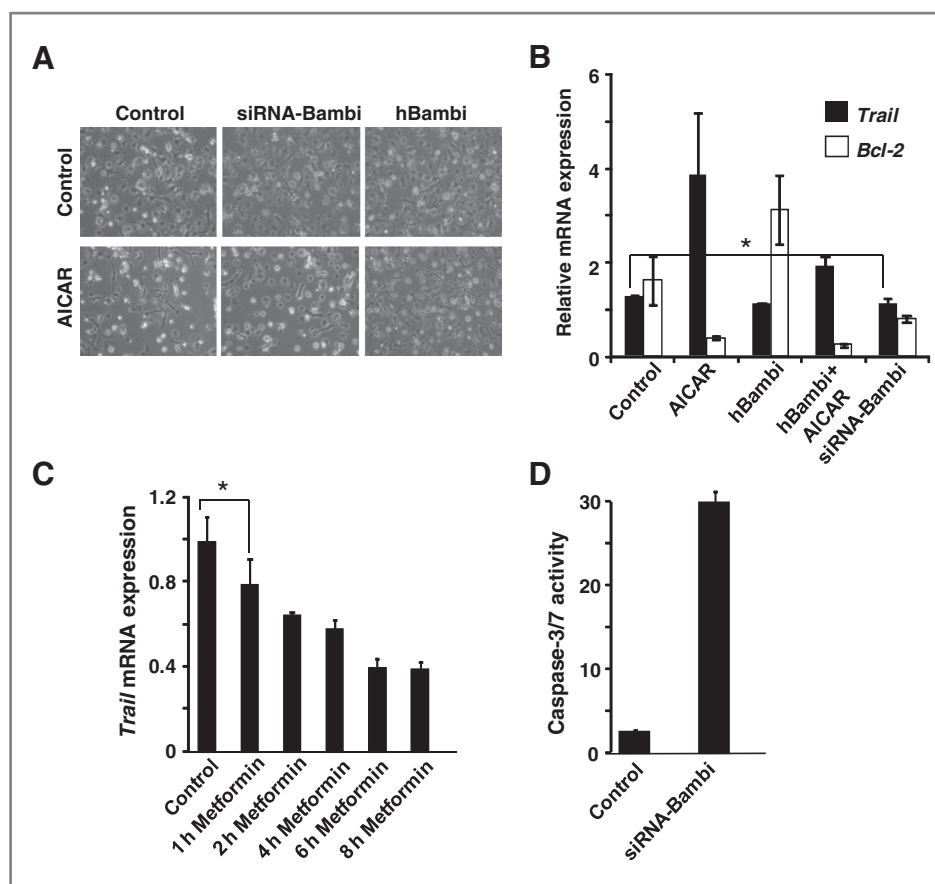 A
Control
siRNA-Bambi
hBambi
Control
AICAR
B
Relative mRNA expression
6
4
2
0
Trail
Bcl-2
*
Control
AICAR
hBambi
hBambi+
AICAR
siRNA-Bambi
C
Trail mRNA expression
1.2
0.8
0.4
0
*
Control
1 h Metformin
2 h Metformin
4 h Metformin
6 h Metformin
8 h Metformin
D
Caspase-3/7 activity
30
20
10
0
Control
siRNA-Bambi